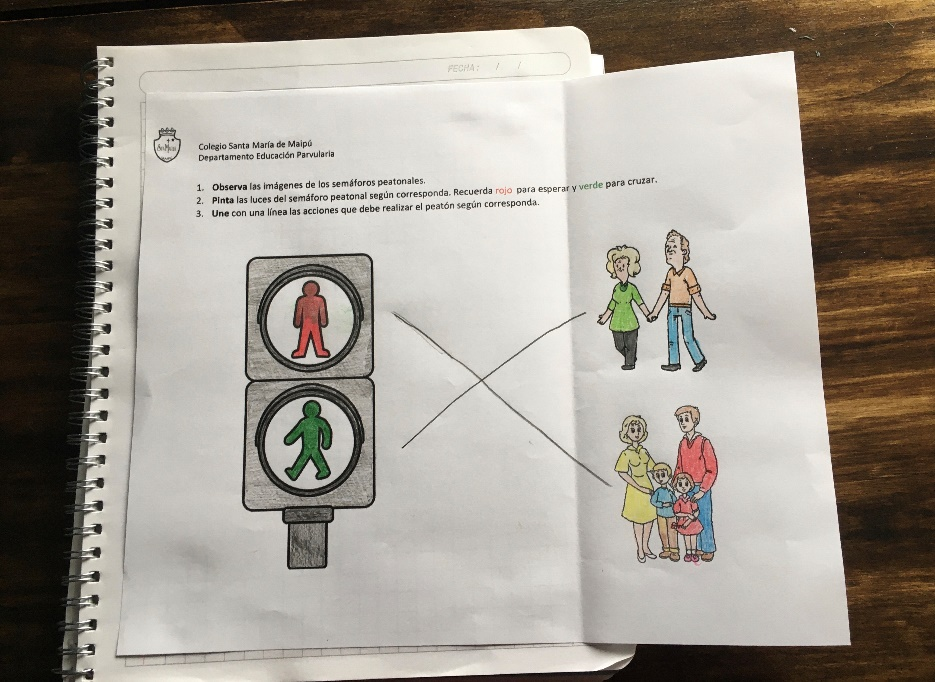 FECHA: / /
Colegio Santa María de Maipú
Departamento Educación Parvularia
1. Observa las imágenes de los semáforos peatonales.
2. Pinta las luces del semáforo peatonal según corresponda. Recuerda rojo para esperar y verde para cruzar.
3. Une con una línea las acciones que debe realizar el peatón según corresponda.